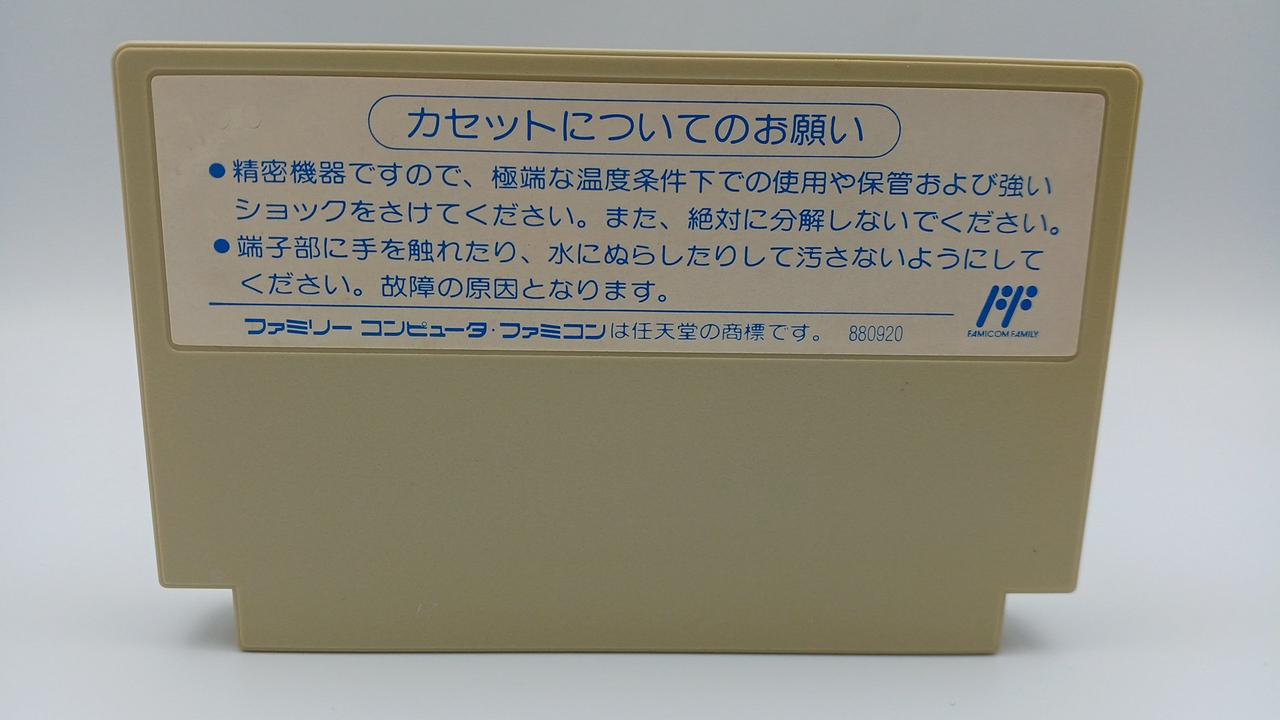 カセットについてのお願い
●精密機器ですので、極端な温度条件下での使用や保管および強い
ショックをさけてください。また、絶対に分解しないでください。
●端子部に手を触れたり、水にぬらしたりして汚さないようにして
ください。故障の原因となります。
ファミリー コンピュータ・ファミコンは任天堂の商標です。 880920
FAMICOM FAMILY